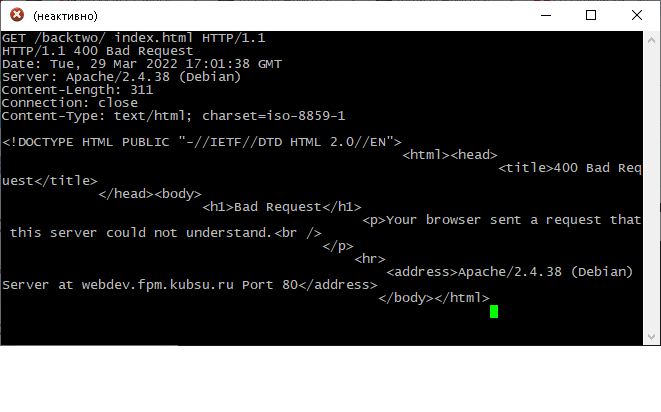 (неактивно)
GET /backtwo/ index.html HTTP/1.1
HTTP/1.1 400 Bad Request
Date: Tue, 29 Mar 2022 17:01:38 GMT
Server: Apache/2.4.38 (Debian)
Content-Length: 311
Connection: close
Content-Type: text/html; charset=iso-8859-1
<!DOCTYPE HTML PUBLIC "-//IETF//DTD HTML 2.0//EN">
<html><head>
<title>400 Bad Req
uest</title>
</head><body>
<h1>Bad Request</h1>
<p>Your browser sent a request that
this server could not understand.<br />
</p>
<hr>
<address>Apache/2.4.38 (Debian)
Server at webdev.fpm.kubsu.ru Port 80</address>
</body></html>